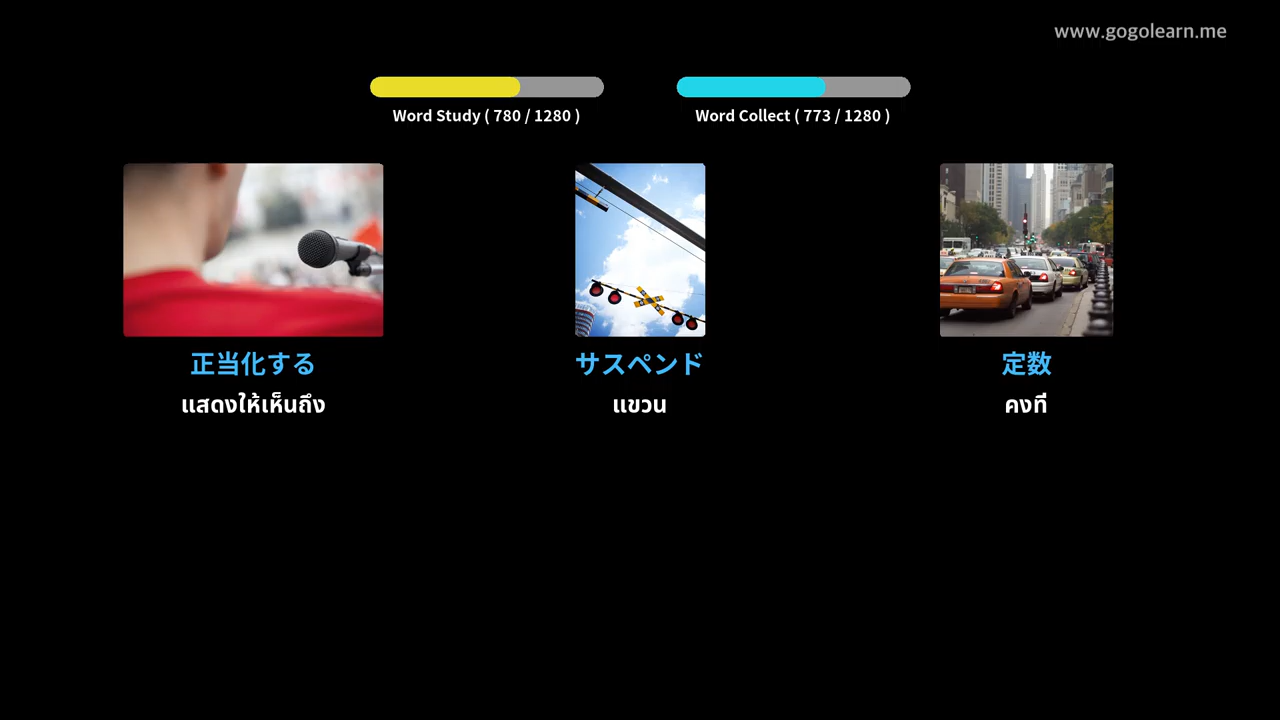 www.gogolearn.me
Word Study ( 780 / 1280 )
Word Collect ( 773 / 1280 )
正当化する
サスペンド
定数
แสดงให้เห็นถึง
แขวน
คงที่